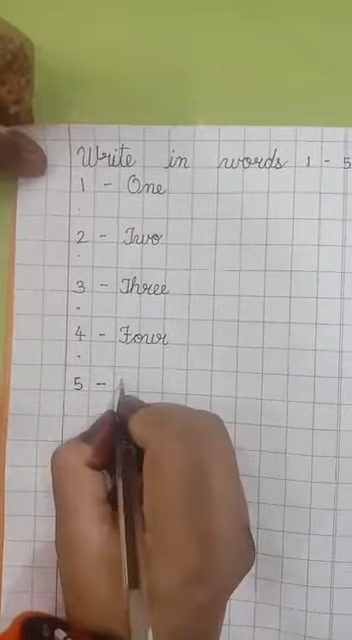 Write in words 1 - 5
1 - One
2 - Two
3 - Three
4 - Four
5 -